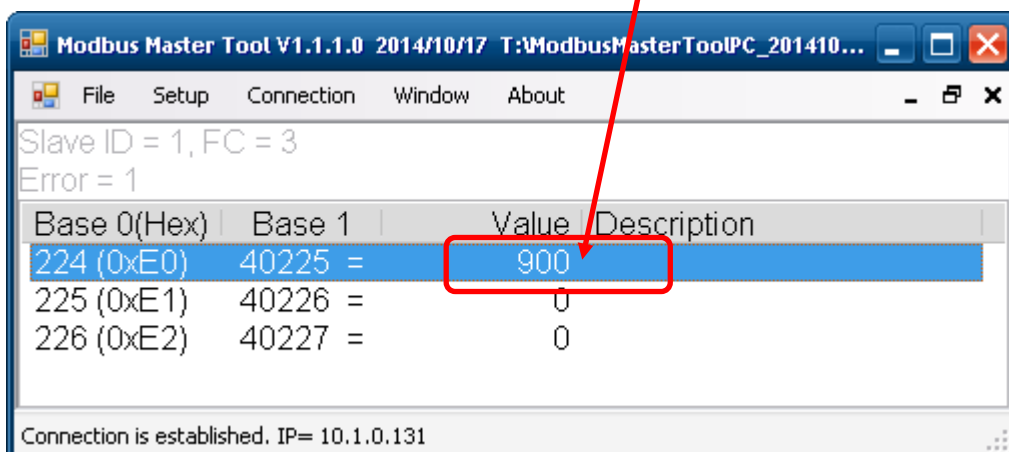 Modbus Master Tool V1.1.1.0 2014/10/17 T:\ModbusMasterToolPC_201410...
File Setup Connection Window About
Slave ID = 1, FC = 3
Error = 1
Base 0(Hex) Base 1 Value Description
224 (0xE0) 40225 = 900
225 (0xE1) 40226 = 0
226 (0xE2) 40227 = 0
Connection is established. IP= 10.1.0.131